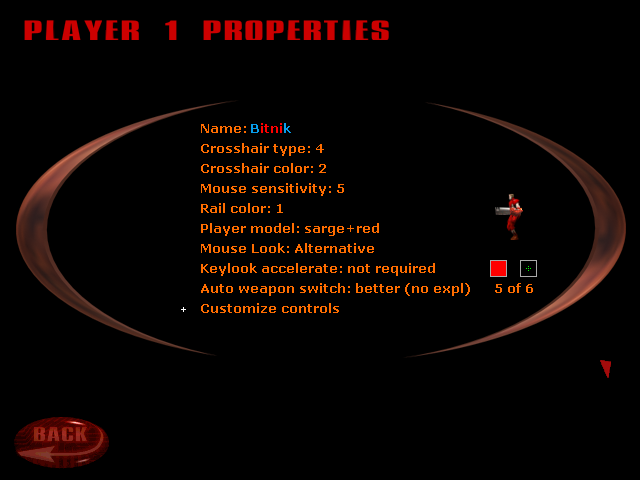 PLAYER 1 PROPERTIES
Name: Bitnik
Crosshair type: 4
Crosshair color: 2
Mouse sensitivity: 5
Rail color: 1
Player model: sarge+red
Mouse Look: Alternative
Keylook accelerate: not required
Auto weapon switch: better (no expl) 5 of 6
Customize controls
BACK